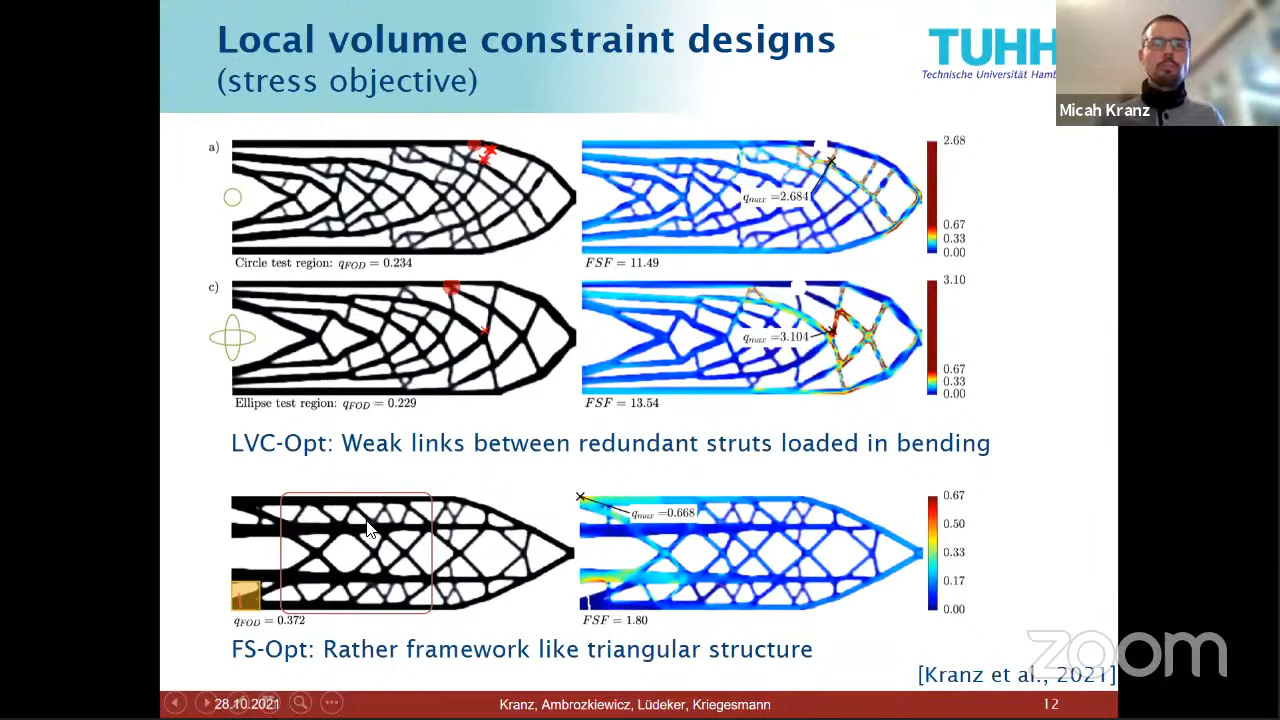 Local volume constraint designs
(stress objective)
TUHH
Technische Universität Hamb
Micah Kranz
a)
2.68
q_max =2.684
0.67
0.33
0.00
Circle test region: q_FOD = 0.234
FSF = 11.49
c)
3.10
q_max =3.104
0.67
0.33
0.00
Ellipse test region: q_FOD = 0.229
FSF = 13.54
LVC-Opt: Weak links between redundant struts loaded in bending
q_max =0.668
0.67
0.50
0.33
0.17
0.00
q_FOD = 0.372
FSF = 1.80
FS-Opt: Rather framework like triangular structure
zoom
[Kranz et al., 2021]
28.10.2021
Kranz, Ambrozkiewicz, Lüdeker, Kriegesmann
12